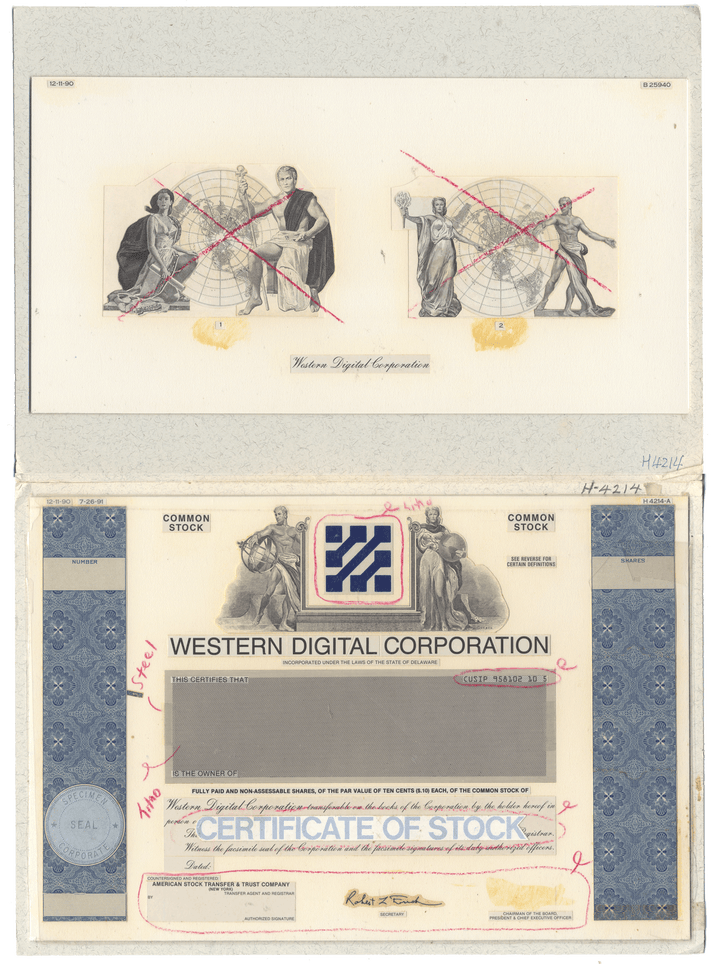 12-11-90
B 25940
1
2
Western Digital Corporation
H4214
H-4214
12-11-90 7-26-91
H 4214-A
COMMON
STOCK
litho
COMMON
STOCK
NUMBER
SHARES
SEE REVERSE FOR
CERTAIN DEFINITIONS
WESTERN DIGITAL CORPORATION
INCORPORATED UNDER THE LAWS OF THE STATE OF DELAWARE
Steel
THIS CERTIFIES THAT
CUSIP 958102 10 5
IS THE OWNER OF
litho
FULLY PAID AND NON-ASSESSABLE SHARES, OF THE PAR VALUE OF TEN CENTS ($.10) EACH, OF THE COMMON STOCK OF
Western Digital Corporation transferable on the books of the Corporation by the holder hereof in
person
CERTIFICATE OF STOCK
Registrar.
Witness the facsimile seal of the Corporation and the facsimile signatures of its duly authorized officers.
Dated:
SPECIMEN
SEAL
CORPORATE
COUNTERSIGNED AND REGISTERED:
AMERICAN STOCK TRANSFER & TRUST COMPANY
(NEW YORK)
TRANSFER AGENT AND REGISTRAR
BY
AUTHORIZED SIGNATURE
SECRETARY
CHAIRMAN OF THE BOARD,
PRESIDENT & CHIEF EXECUTIVE OFFICER